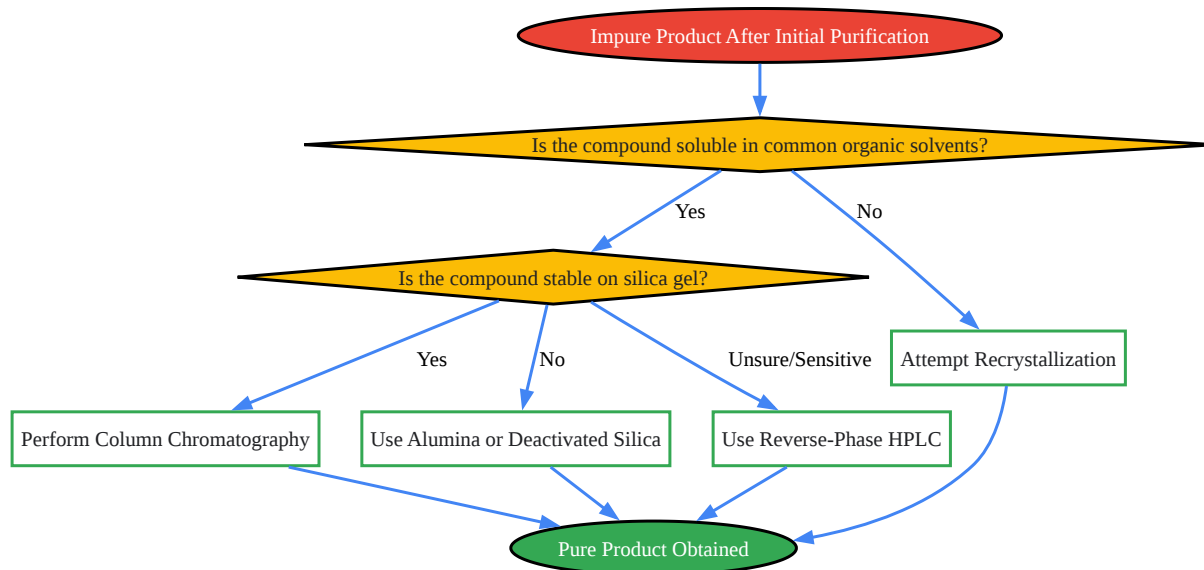 Impure Product After Initial Purification
Is the compound soluble in common organic solvents?
Yes
No
Is the compound stable on silica gel?
Yes
No
Unsure/Sensitive
Attempt Recrystallization
Perform Column Chromatography
Use Alumina or Deactivated Silica
Use Reverse-Phase HPLC
Pure Product Obtained